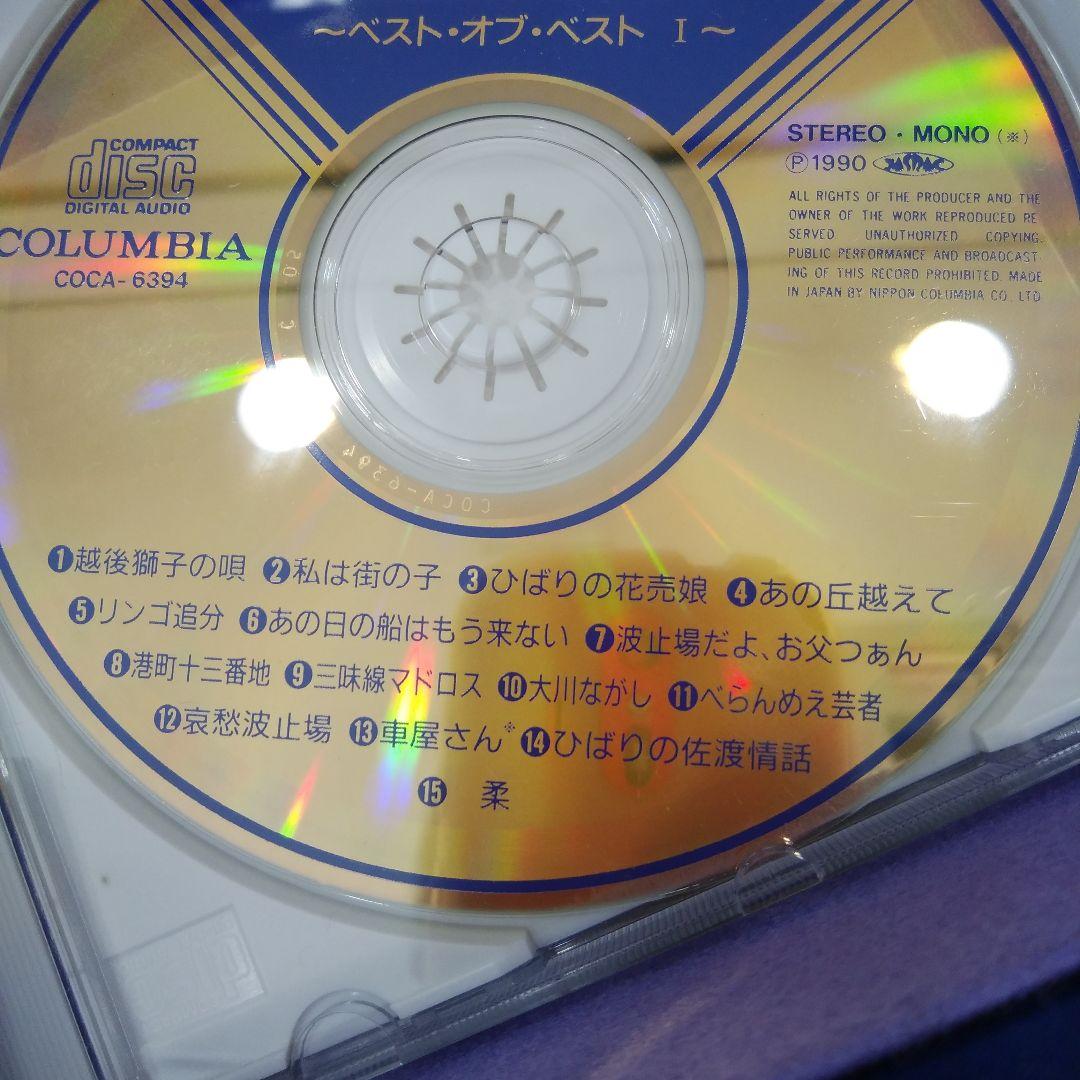 ～ベスト・オブ・ベスト Ⅰ～
COMPACT
disc
DIGITAL AUDIO
COLUMBIA
COCA-6394
STEREO・MONO(※)
Ⓟ1990
ALL RIGHTS OF THE PRODUCER AND THE
OWNER OF THE WORK REPRODUCED RE
SERVED UNAUTHORIZED COPYING.
PUBLIC PERFORMANCE AND BROADCAST-
ING OF THIS RECORD PROHIBITED. MADE
IN JAPAN BY NIPPON COLUMBIA CO., LTD
COCA-6394
❶越後獅子の唄 ❷私は街の子 ❸ひばりの花売娘 ❹あの丘越えて
❺リンゴ追分 ❻あの日の船はもう来ない ❼波止場だよ、お父つぁん
❽港町十三番地 ❾三味線マドロス ❿大川ながし ⓫べらんめえ芸者
⓬哀愁波止場 ⓭車屋さん※ ⓮ひばりの佐渡情話
⓯ 柔